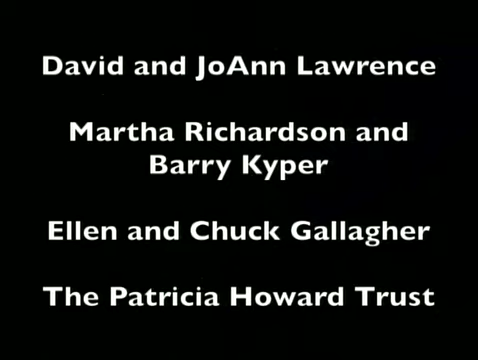 David and JoAnn Lawrence
Martha Richardson and
Barry Kyper
Ellen and Chuck Gallagher
The Patricia Howard Trust